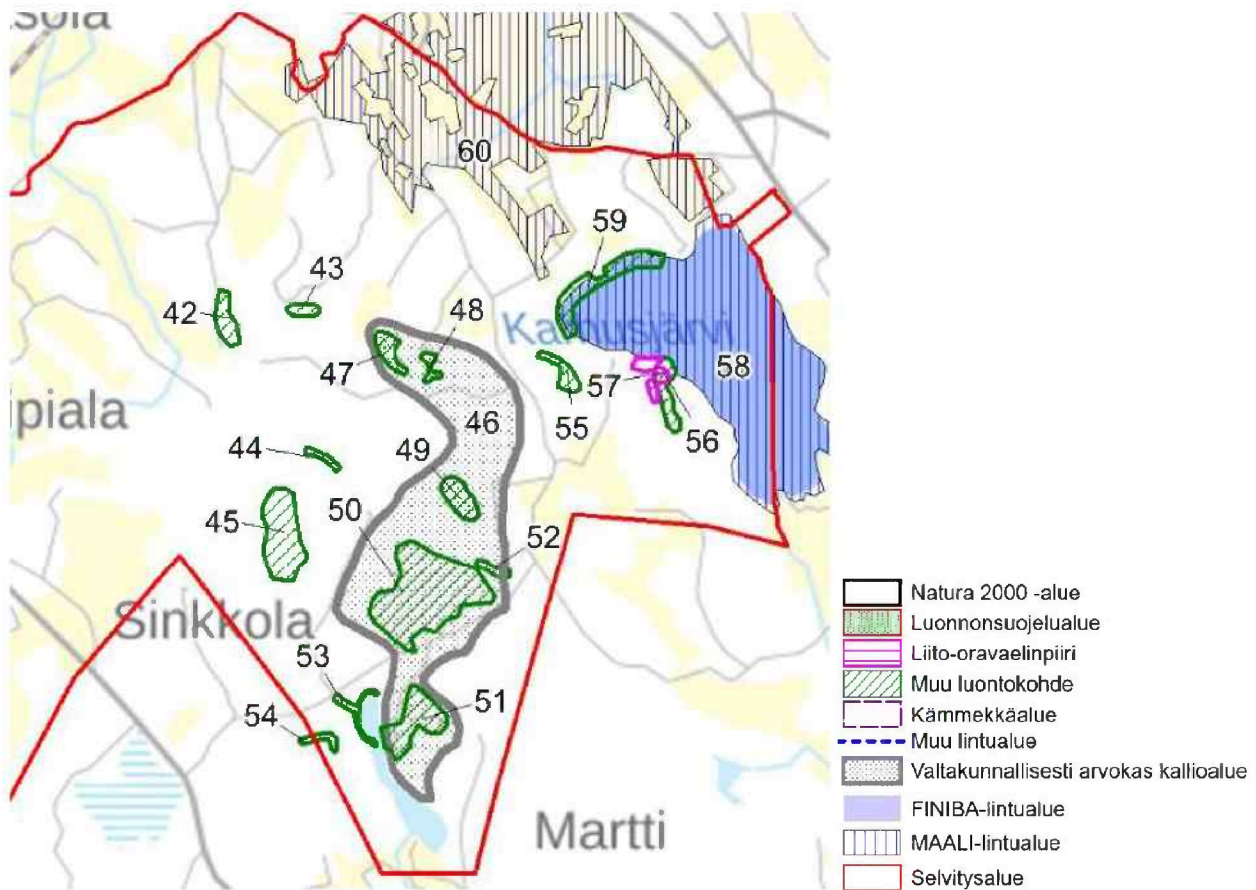 sola
60
59
43
42
48
Karhusjärvi
47
58
57
46
ipiala
55
56
44
49
50
45
52
Sinkkola
53
51
54
Martti
Natura 2000 -alue
Luonnonsuojelualue
Liito-oravaelinpiiri
Muu luontokohde
Kämmekkäalue
Muu lintualue
Valtakunnallisesti arvokas kallioalue
FINIBA-lintualue
MAALI-lintualue
Selvitysalue